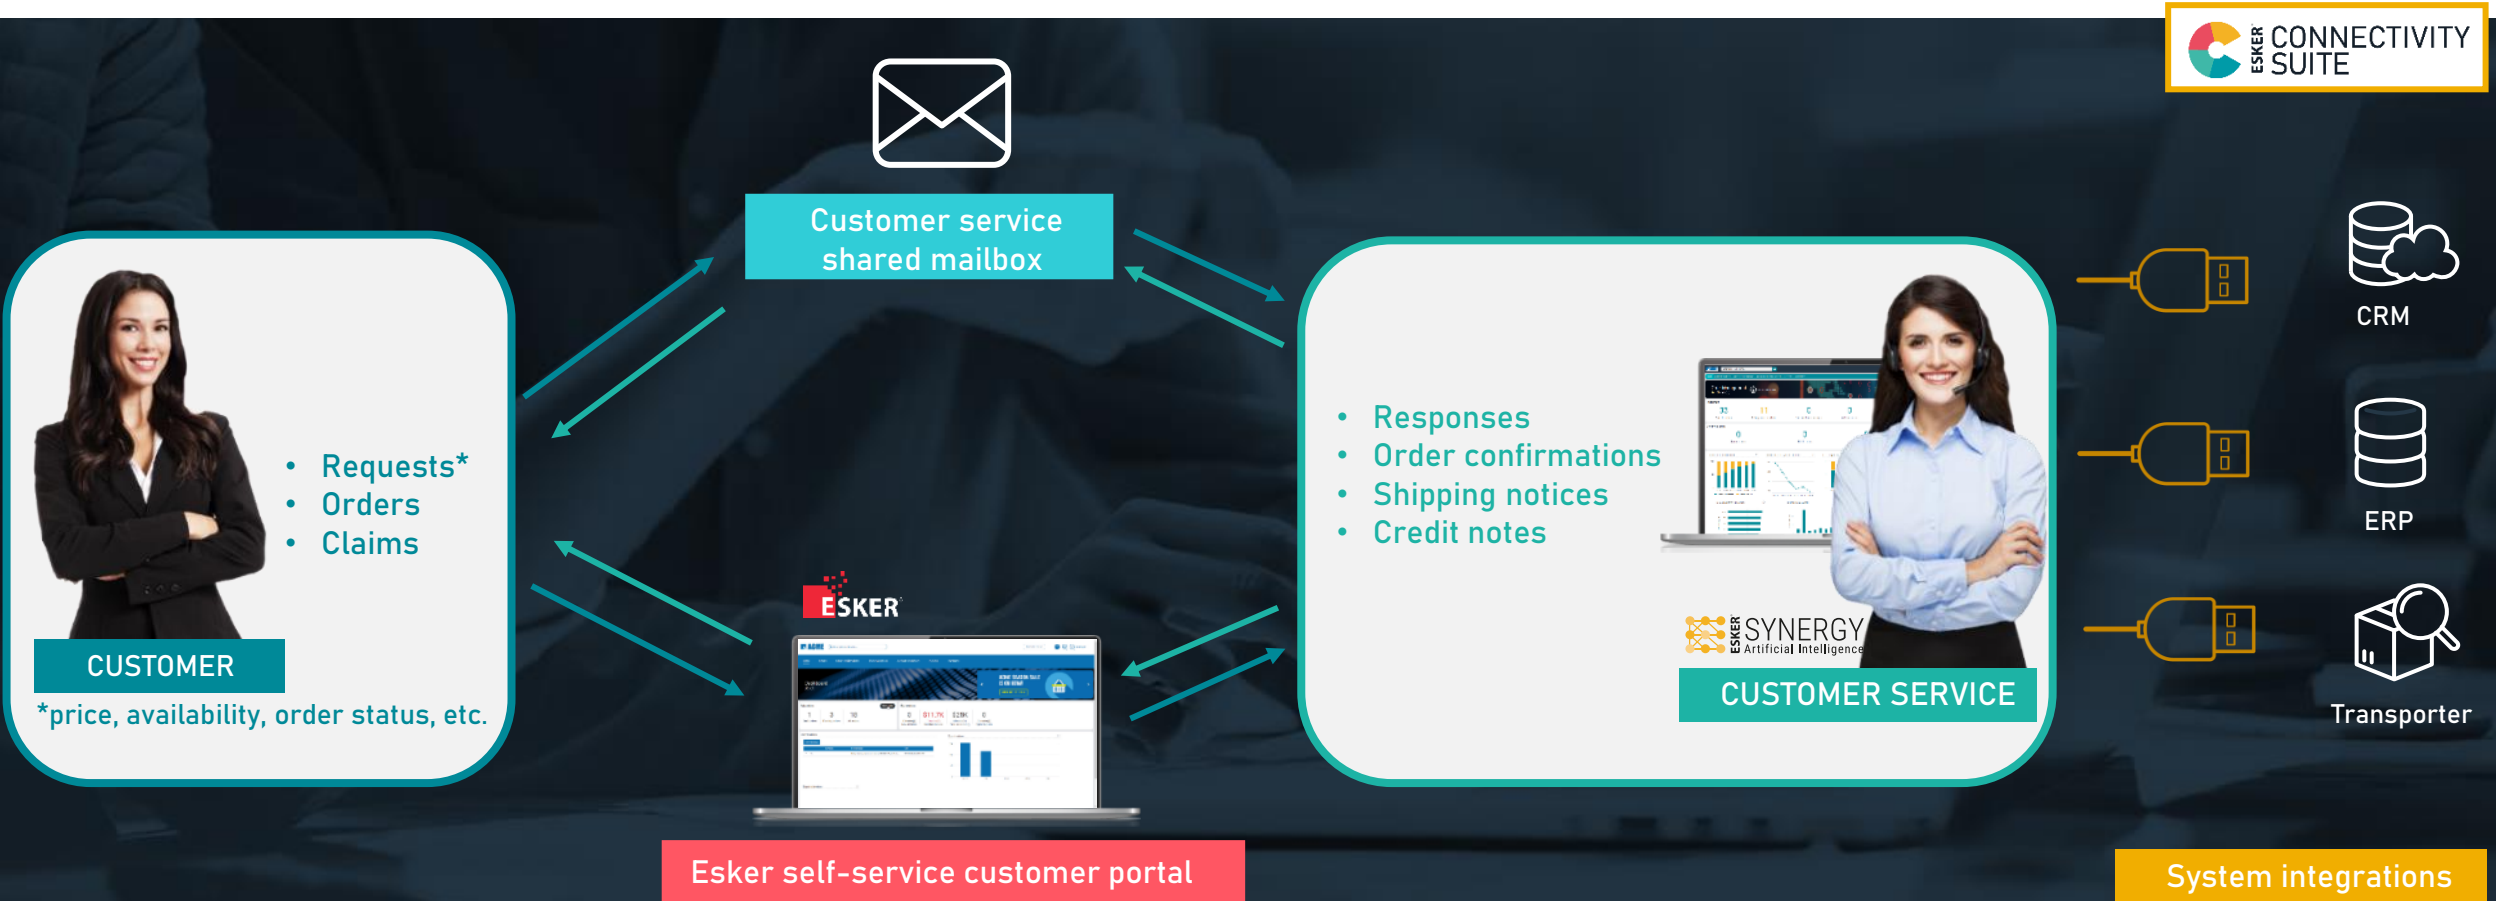 ESKER CONNECTIVITY
SUITE
Customer service
shared mailbox
CRM
• Requests*
• Orders
• Claims
CUSTOMER
*price, availability, order status, etc.
• Responses
• Order confirmations
• Shipping notices
• Credit notes
ESKER SYNERGY
Artificial Intelligence
CUSTOMER SERVICE
ERP
Transporter
ESKER
ACME
Esker self-service customer portal
System integrations